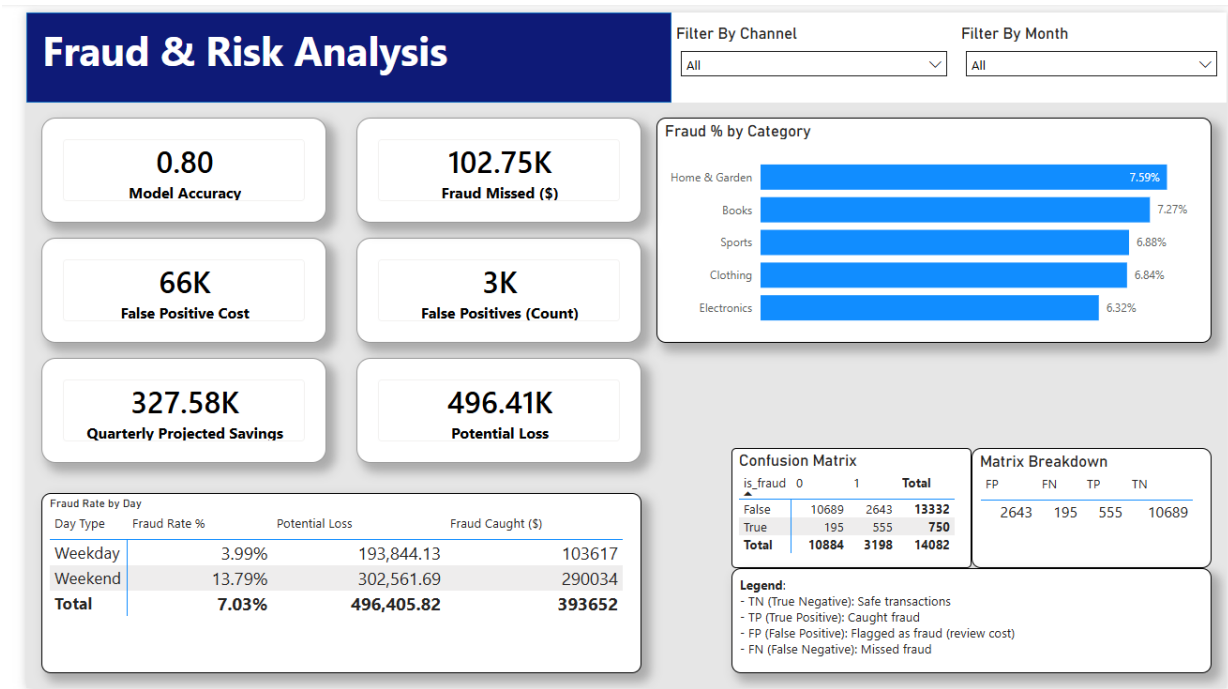 Fraud & Risk Analysis
Filter By Channel
All
Filter By Month
All
0.80
Model Accuracy
102.75K
Fraud Missed ($)
66K
False Positive Cost
3K
False Positives (Count)
327.58K
Quarterly Projected Savings
496.41K
Potential Loss
Fraud % by Category
Home & Garden 7.59%
Books 7.27%
Sports 6.88%
Clothing 6.84%
Electronics 6.32%
Fraud Rate by Day
Day Type Fraud Rate % Potential Loss Fraud Caught ($)
Weekday 3.99% 193,844.13 103617
Weekend 13.79% 302,561.69 290034
Total 7.03% 496,405.82 393652
Confusion Matrix
is_fraud 0 1 Total
False 10689 2643 13332
True 195 555 750
Total 10884 3198 14082
Matrix Breakdown
FP FN TP TN
2643 195 555 10689
Legend:
- TN (True Negative): Safe transactions
- TP (True Positive): Caught fraud
- FP (False Positive): Flagged as fraud (review cost)
- FN (False Negative): Missed fraud